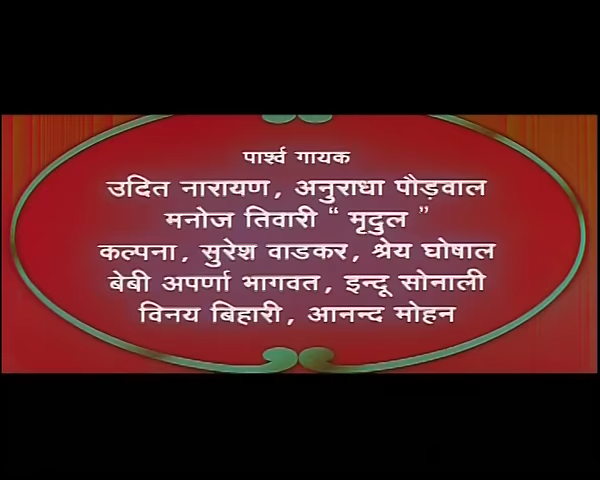 पार्श्व गायक
उदित नारायण, अनुराधा पौड़वाल
मनोज तिवारी “ मृदुल ”
कल्पना, सुरेश वाडकर, श्रेय घोषाल
बेबी अपर्णा भागवत, इन्दू सोनाली
विनय बिहारी, आनन्द मोहन